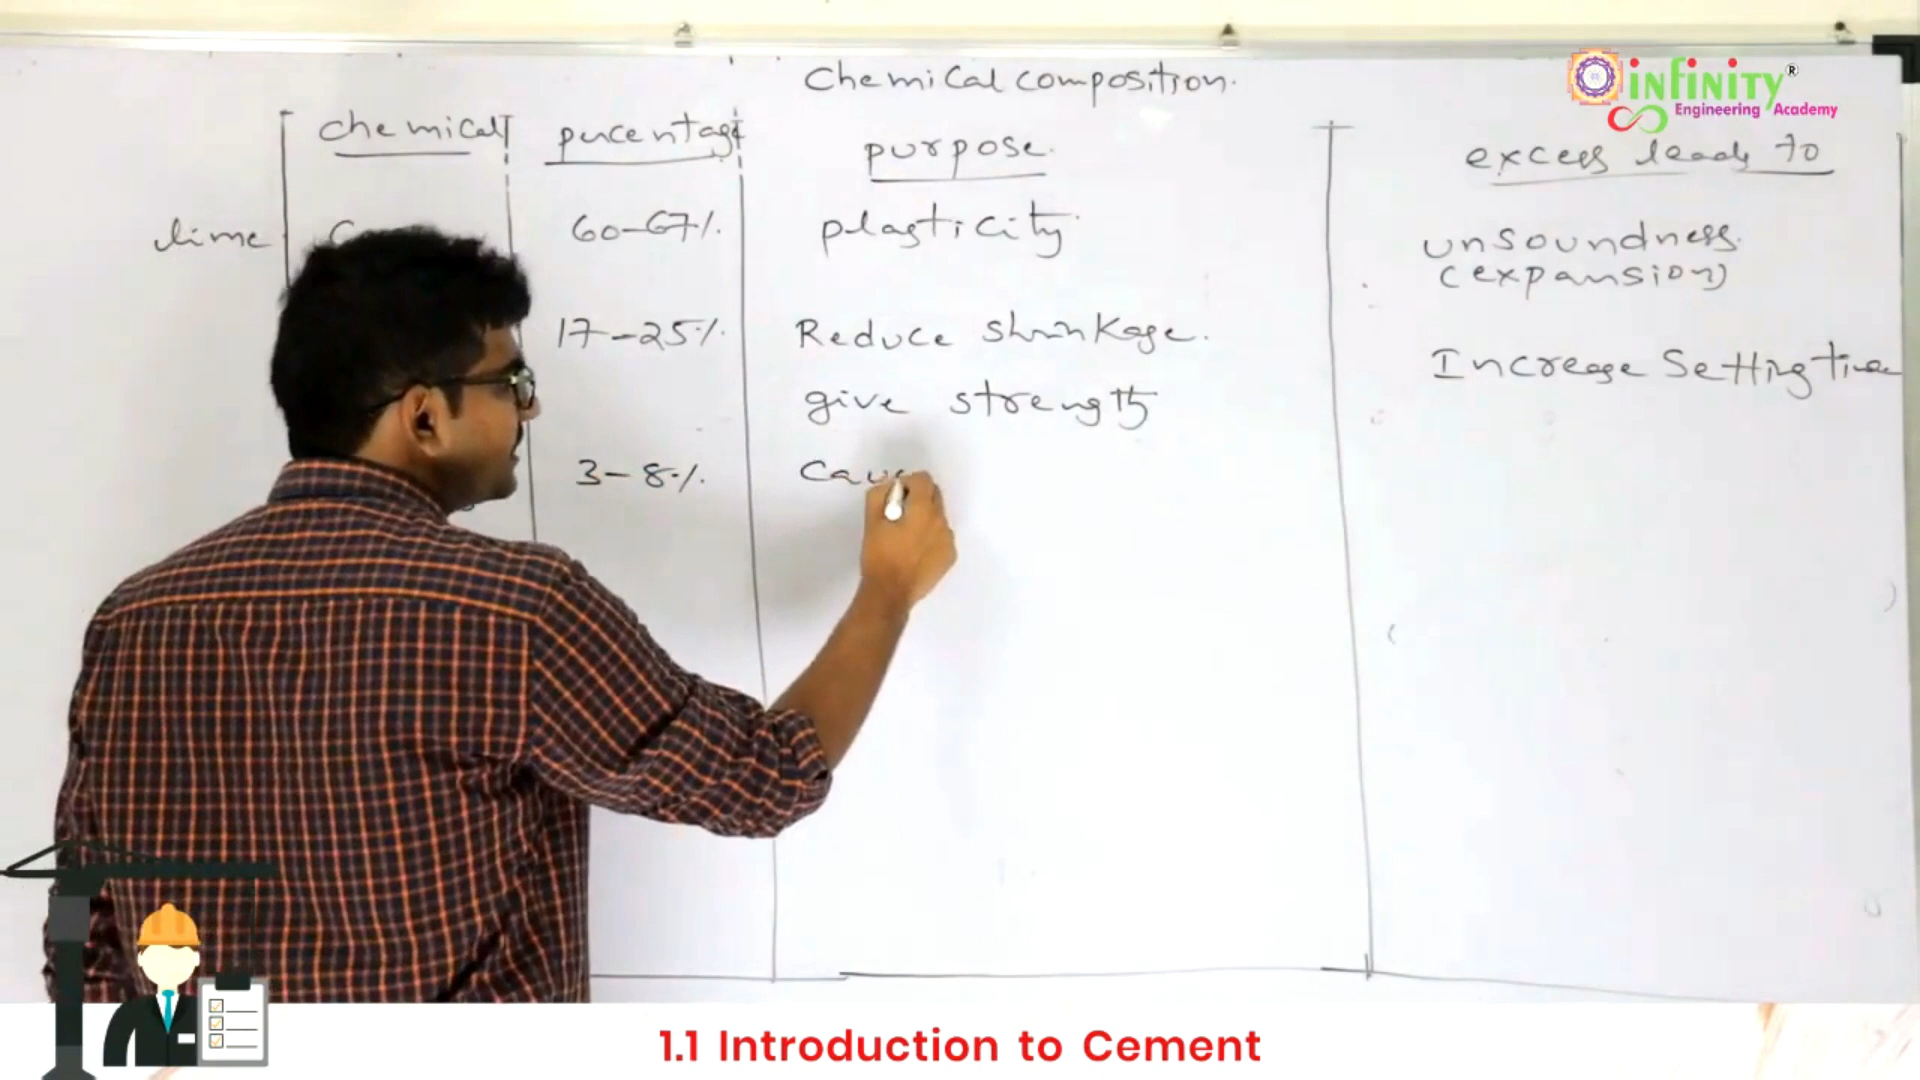 Chemical composition.
infinity®
Engineering Academy
chemical percentage purpose. excess leads to
lime 60-67% plasticity unsoundness.
(expansion)
17-25% Reduce shrinkage. Increase Setting time
give strength
3-8% Caus
1.1 Introduction to Cement